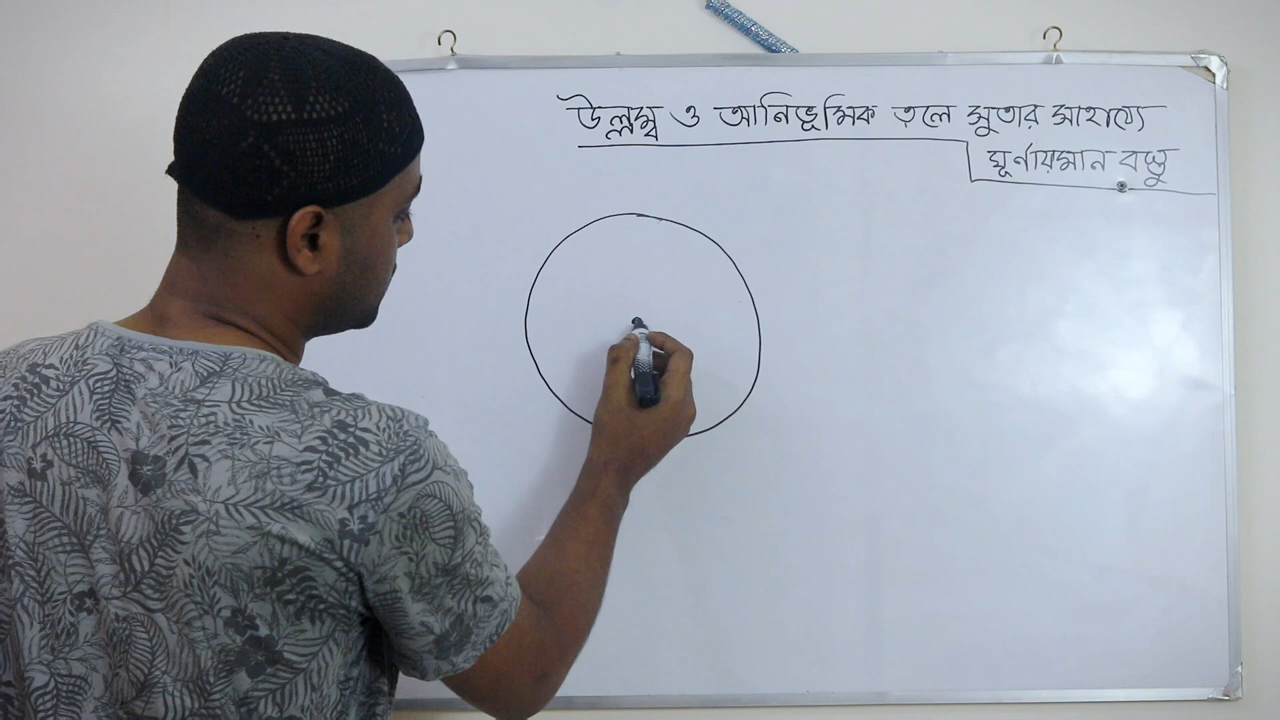 উল্লম্ব ও আনিভূমিক তলে সুতার সাহায্যে
ঘূর্ণায়মান বস্তু